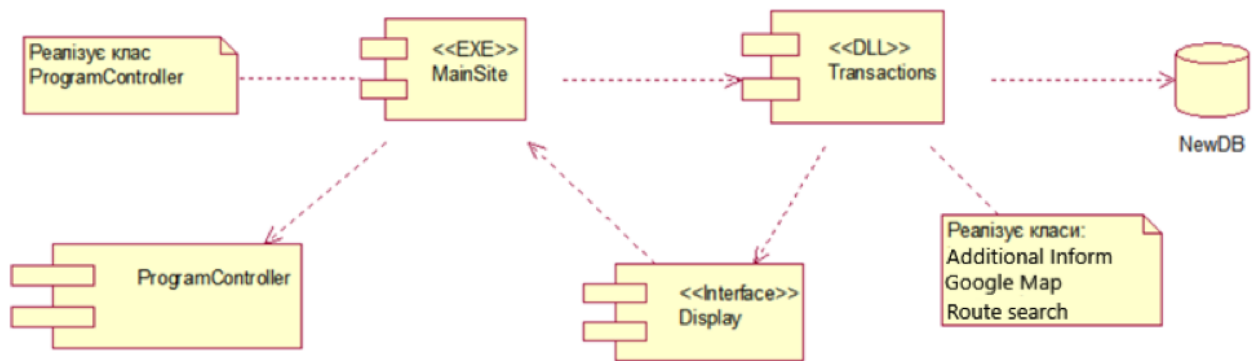 Реалізує клас
ProgramController
<<EXE>>
MainSite
<<DLL>>
Transactions
NewDB
ProgramController
<<Interface>>
Display
Реалізує класи:
Additional Inform
Google Map
Route search